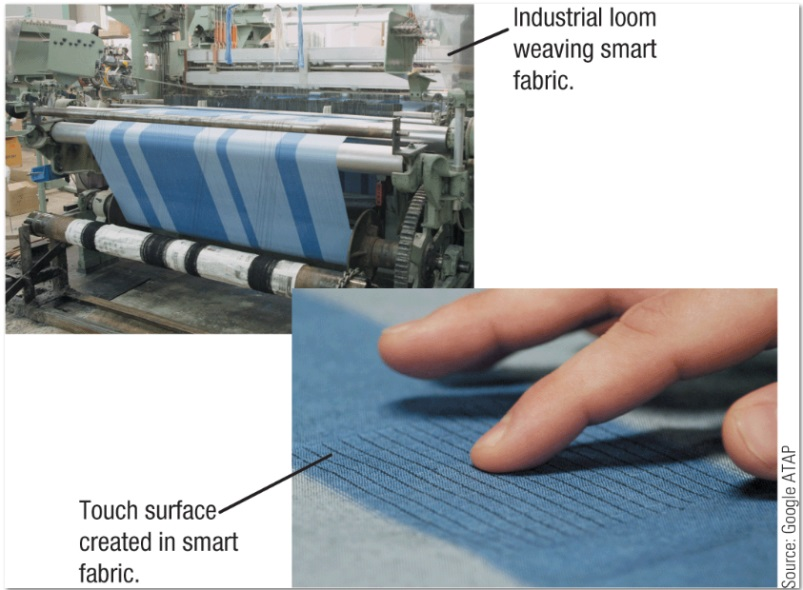 Industrial loom
weaving smart
fabric.
Touch surface
created in smart
fabric.
Source: Google ATAP